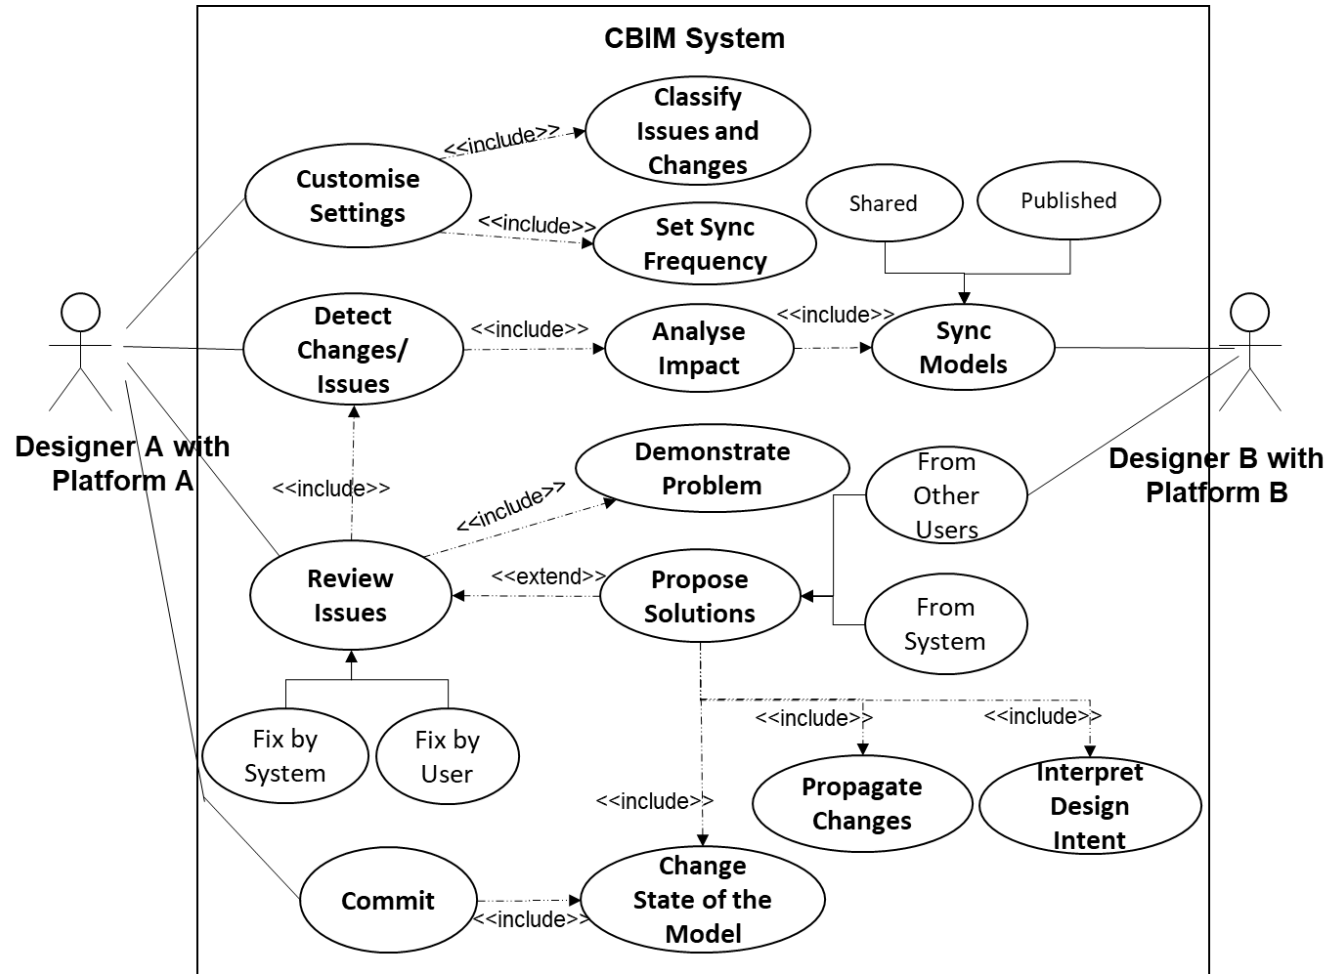 CBIM System
Classify
Issues and
Changes
<<include>>
Customise
Settings
<<include>>
Set Sync
Frequency
Shared
Published
Detect
Changes/
Issues
<<include>>
Analyse
Impact
<<include>>
Sync
Models
Designer A with
Platform A
Designer B with
Platform B
<<include>>
Demonstrate
Problem
<<include>>
From
Other
Users
Review
Issues
<<extend>>
Propose
Solutions
From
System
Fix by
System
Fix by
User
<<include>>
<<include>>
Propagate
Changes
Interpret
Design
Intent
<<include>>
Commit
<<include>>
Change
State of the
Model